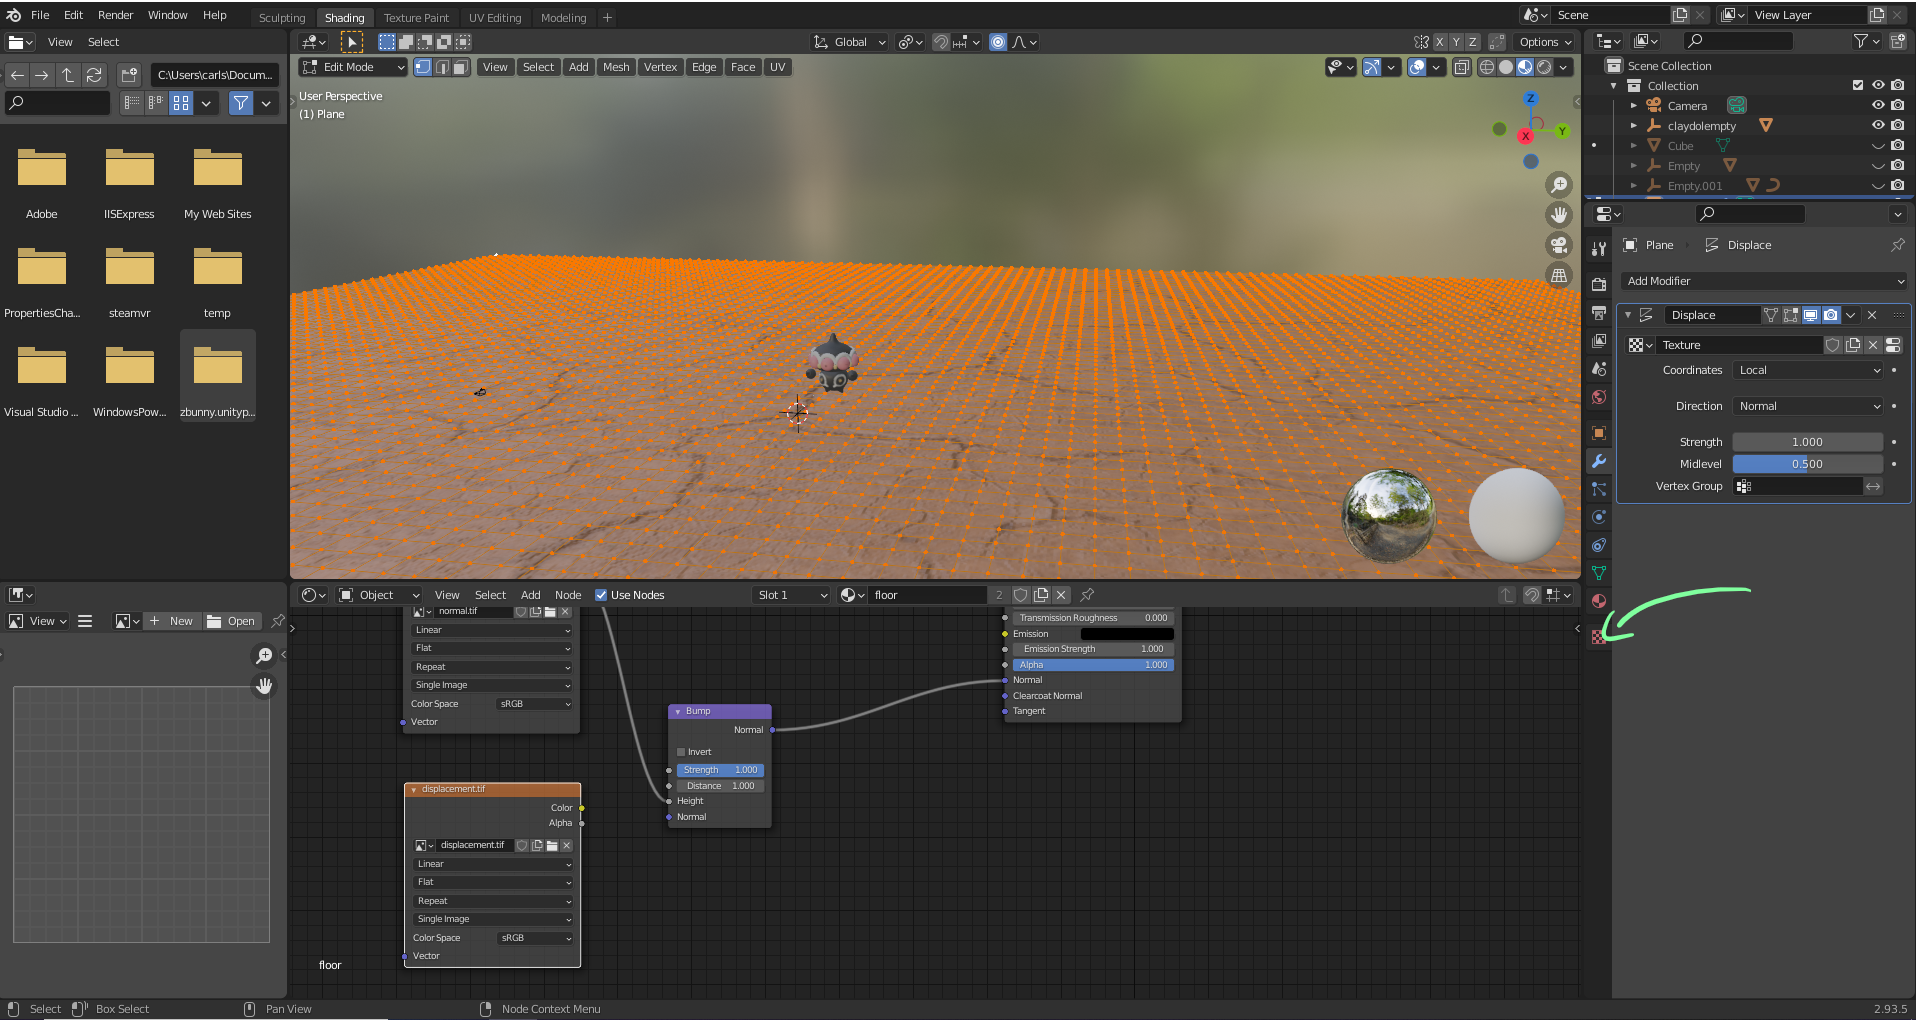 File Edit Render Window Help
Sculpting Shading Texture Paint UV Editing Modeling +
Scene
View Layer
View Select
C:\Users\carls\Docum...
Adobe IISExpress My Web Sites
PropertiesCha... steamvr temp
Visual Studio ... WindowsPow... zbunny.unityp...
Global
X Y Z
Options
Edit Mode
View Select Add Mesh Vertex Edge Face UV
User Perspective
(1) Plane
Z
X
Y
Scene Collection
Collection
Camera
claydolempty
Cube
Empty
Empty.001
Plane Displace
Add Modifier
Displace
Texture
Coordinates Local
Direction Normal
Strength 1.000
Midlevel 0.500
Vertex Group
View
+ New
Open
Object View Select Add Node Use Nodes
Slot 1
floor 2
normal.tif
Linear
Flat
Repeat
Single Image
Color Space sRGB
Vector
displacement.tif
Color
Alpha
displacement.tif
Linear
Flat
Repeat
Single Image
Color Space sRGB
Vector
Bump
Normal
Invert
Strength 1.000
Distance 1.000
Height
Normal
Transmission Roughness 0.000
Emission
Emission Strength 1.000
Alpha 1.000
Normal
Clearcoat Normal
Tangent
floor
Select Box Select Pan View Node Context Menu
2.93.5